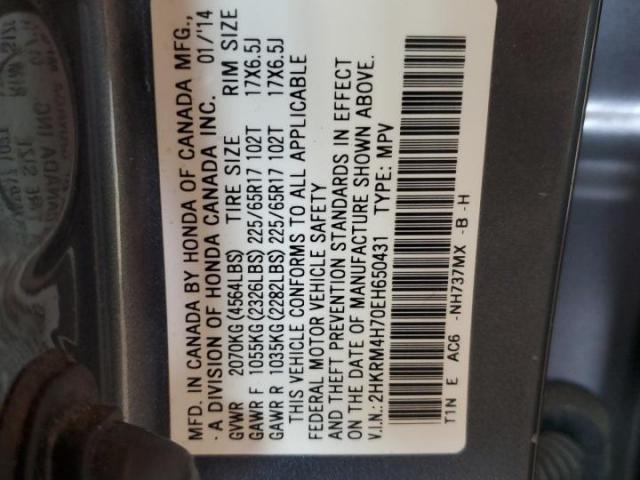 MFD. IN CANADA BY HONDA OF CANADA MFG.,
- A DIVISION OF HONDA CANADA INC. 01/'14
GVWR 2070KG(4564LBS) TIRE SIZE RIM SIZE
GAWR F 1055KG(2326LBS) 225/65R17 102T 17X6.5J
GAWR R 1035KG(2282LBS) 225/65R17 102T 17X6.5J
THIS VEHICLE CONFORMS TO ALL APPLICABLE
FEDERAL MOTOR VEHICLE SAFETY
AND THEFT PREVENTION STANDARDS IN EFFECT
ON THE DATE OF MANUFACTURE SHOWN ABOVE.
V.I.N.: 2HKRM4H70EH650431 TYPE: MPV
T1N E AC6 -NH737MX -B -H